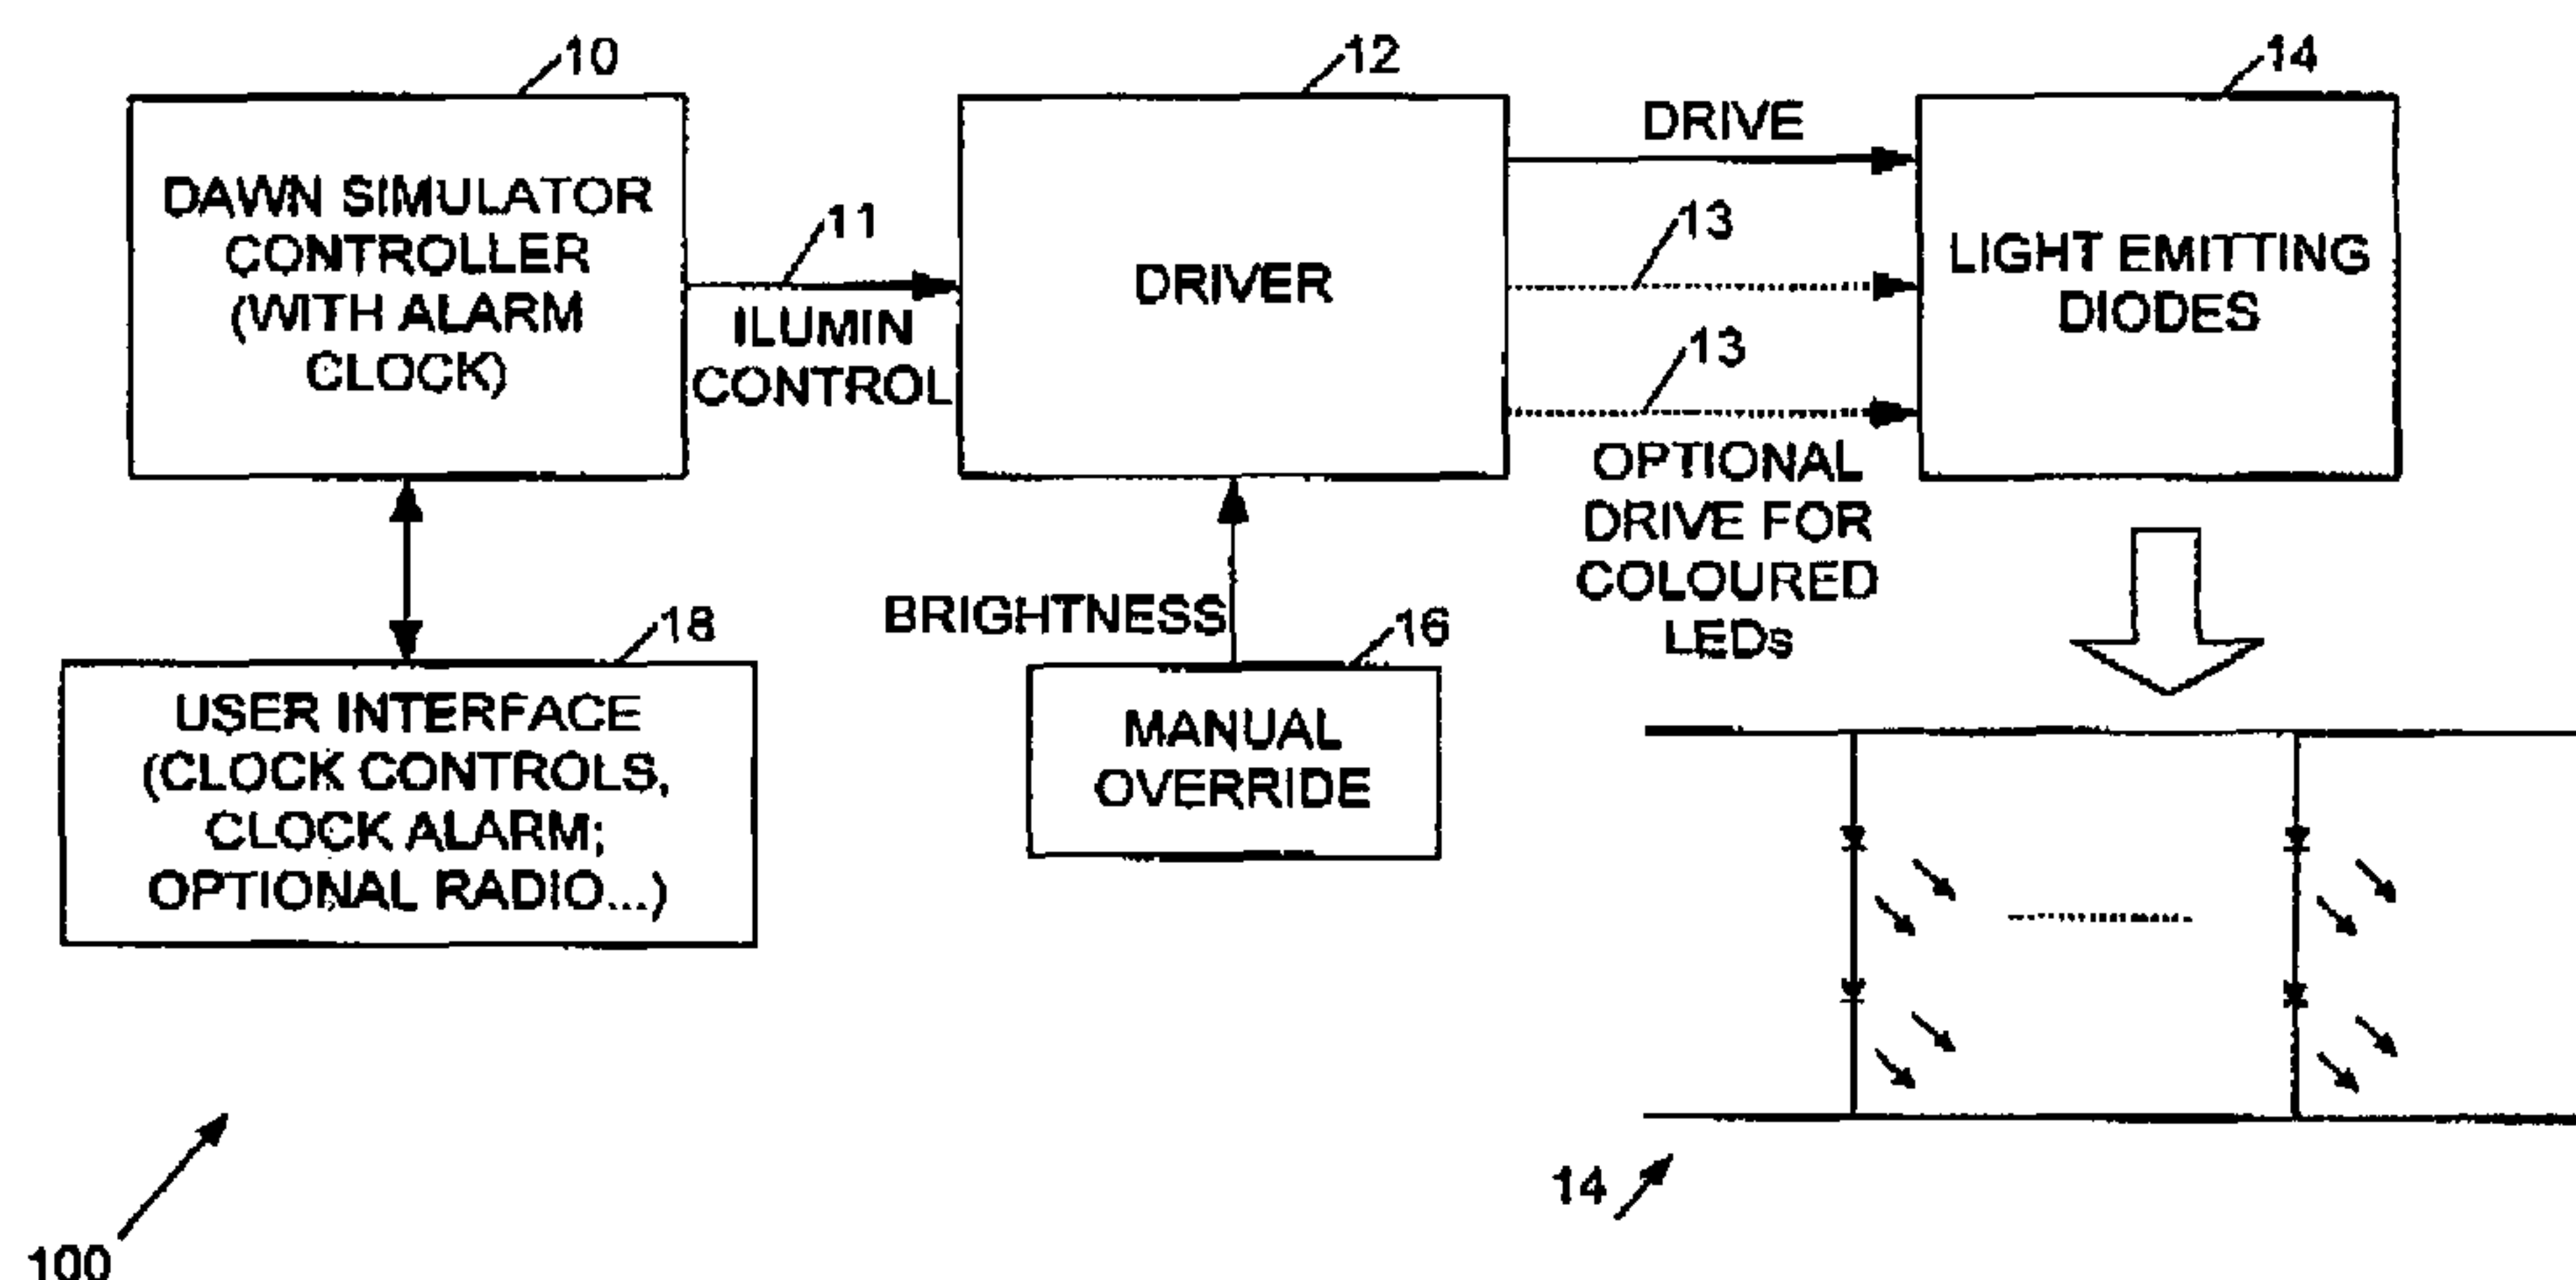 10
12
14
DAWN SIMULATOR
CONTROLLER
(WITH ALARM
CLOCK)
11
ILUMIN
CONTROL
DRIVER
DRIVE
13
13
LIGHT EMITTING
DIODES
OPTIONAL
DRIVE FOR
COLOURED
LEDs
BRIGHTNESS
18
USER INTERFACE
(CLOCK CONTROLS,
CLOCK ALARM;
OPTIONAL RADIO...)
16
MANUAL
OVERRIDE
14
100